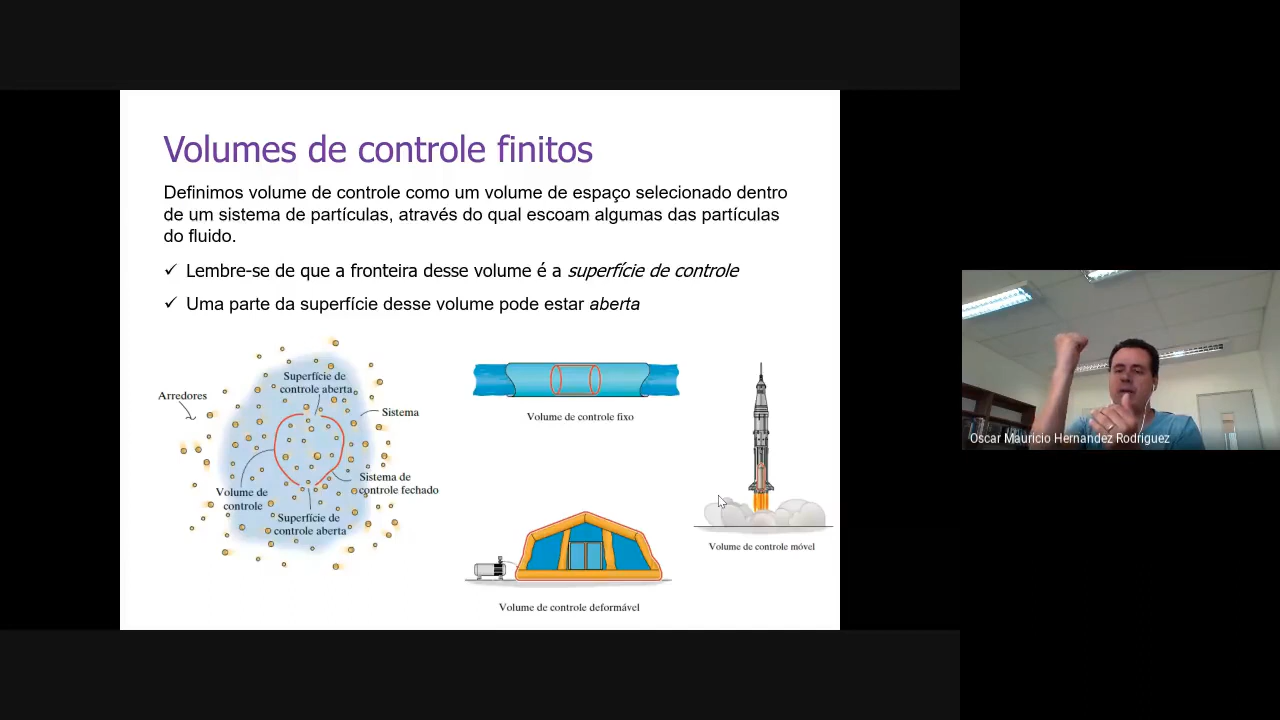 Volumes de controle finitos
Definimos volume de controle como um volume de espaço selecionado dentro
de um sistema de partículas, através do qual escoam algumas das partículas
do fluido.
✓ Lembre-se de que a fronteira desse volume é a superfície de controle
✓ Uma parte da superfície desse volume pode estar aberta
Superfície de
controle aberta
Arredores
Sistema
Sistema de
controle fechado
Volume de
controle
Superfície de
controle aberta
Volume de controle fixo
Volume de controle móvel
Volume de controle deformável
Oscar Mauricio Hernandez Rodriguez